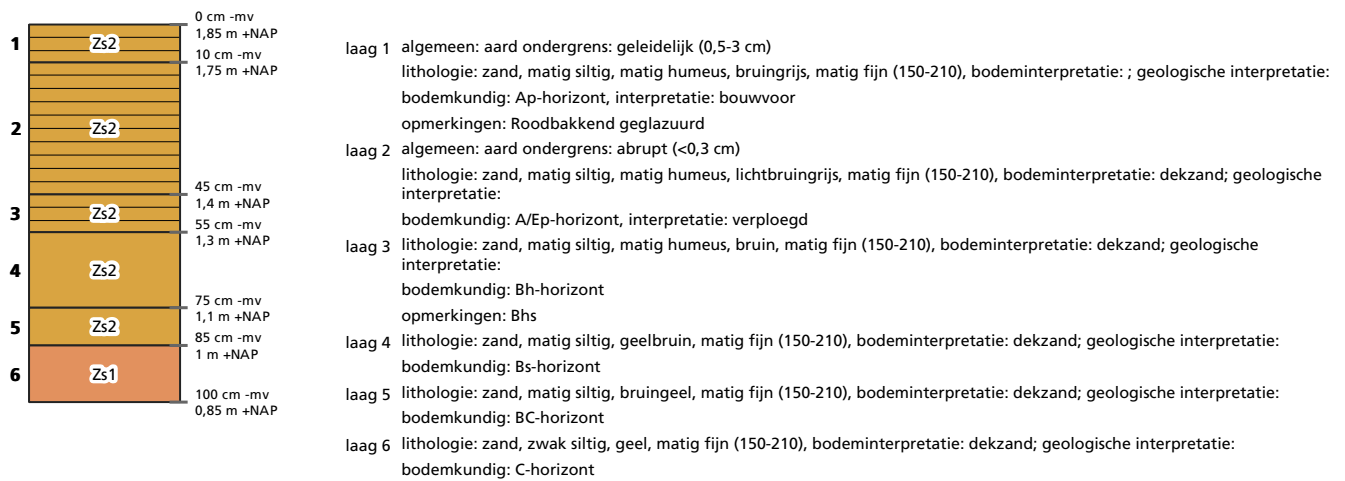 0 cm -mv
1,85 m +NAP
1
Zs2
10 cm -mv
1,75 m +NAP
2
Zs2
45 cm -mv
1,4 m +NAP
3
Zs2
55 cm -mv
1,3 m +NAP
4
Zs2
75 cm -mv
1,1 m +NAP
5
Zs2
85 cm -mv
1 m +NAP
6
Zs1
100 cm -mv
0,85 m +NAP
laag 1 algemeen: aard ondergrens: geleidelijk (0,5-3 cm)
lithologie: zand, matig siltig, matig humeus, bruingrijs, matig fijn (150-210), bodeminterpretatie: ; geologische interpretatie:
bodemkundig: Ap-horizont, interpretatie: bouwvoor
opmerkingen: Roodbakkend geglazuurd
laag 2 algemeen: aard ondergrens: abrupt (<0,3 cm)
lithologie: zand, matig siltig, matig humeus, lichtbruingrijs, matig fijn (150-210), bodeminterpretatie: dekzand; geologische
interpretatie:
bodemkundig: A/Ep-horizont, interpretatie: verploegd
laag 3 lithologie: zand, matig siltig, matig humeus, bruin, matig fijn (150-210), bodeminterpretatie: dekzand; geologische
interpretatie:
bodemkundig: Bh-horizont
opmerkingen: Bhs
laag 4 lithologie: zand, matig siltig, geelbruin, matig fijn (150-210), bodeminterpretatie: dekzand; geologische interpretatie:
bodemkundig: Bs-horizont
laag 5 lithologie: zand, matig siltig, bruingeel, matig fijn (150-210), bodeminterpretatie: dekzand; geologische interpretatie:
bodemkundig: BC-horizont
laag 6 lithologie: zand, zwak siltig, geel, matig fijn (150-210), bodeminterpretatie: dekzand; geologische interpretatie:
bodemkundig: C-horizont